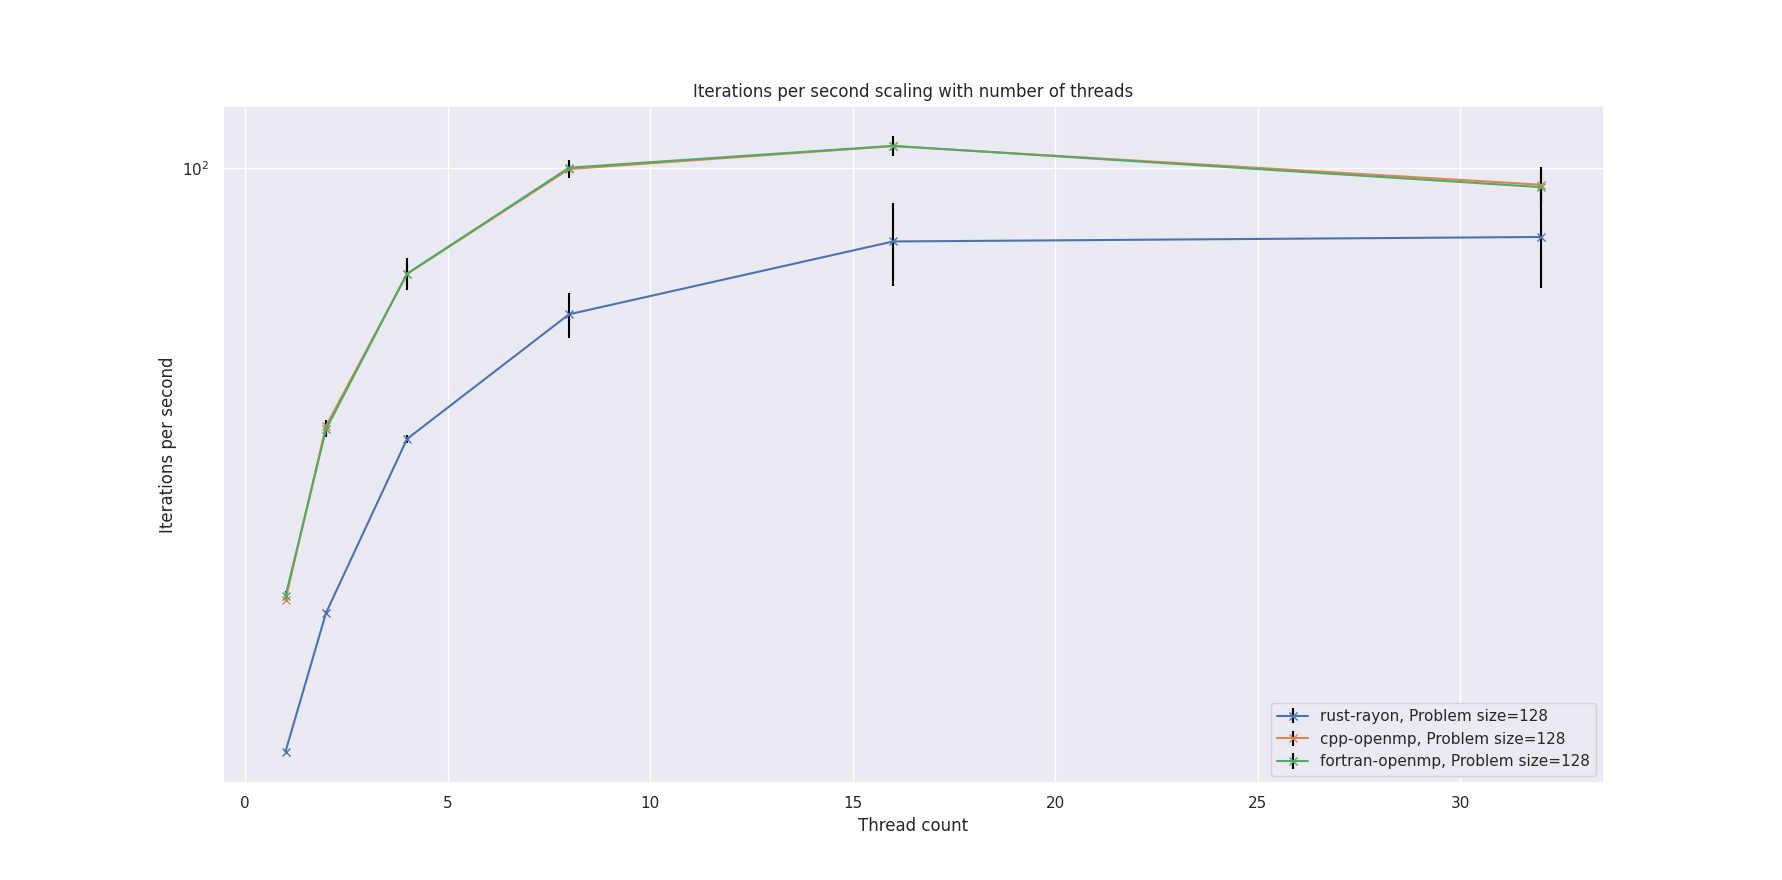 Iterations per second scaling with number of threads
10²
Iterations per second
rust-rayon, Problem size=128
cpp-openmp, Problem size=128
fortran-openmp, Problem size=128
0 5 10 15 20 25 30
Thread count